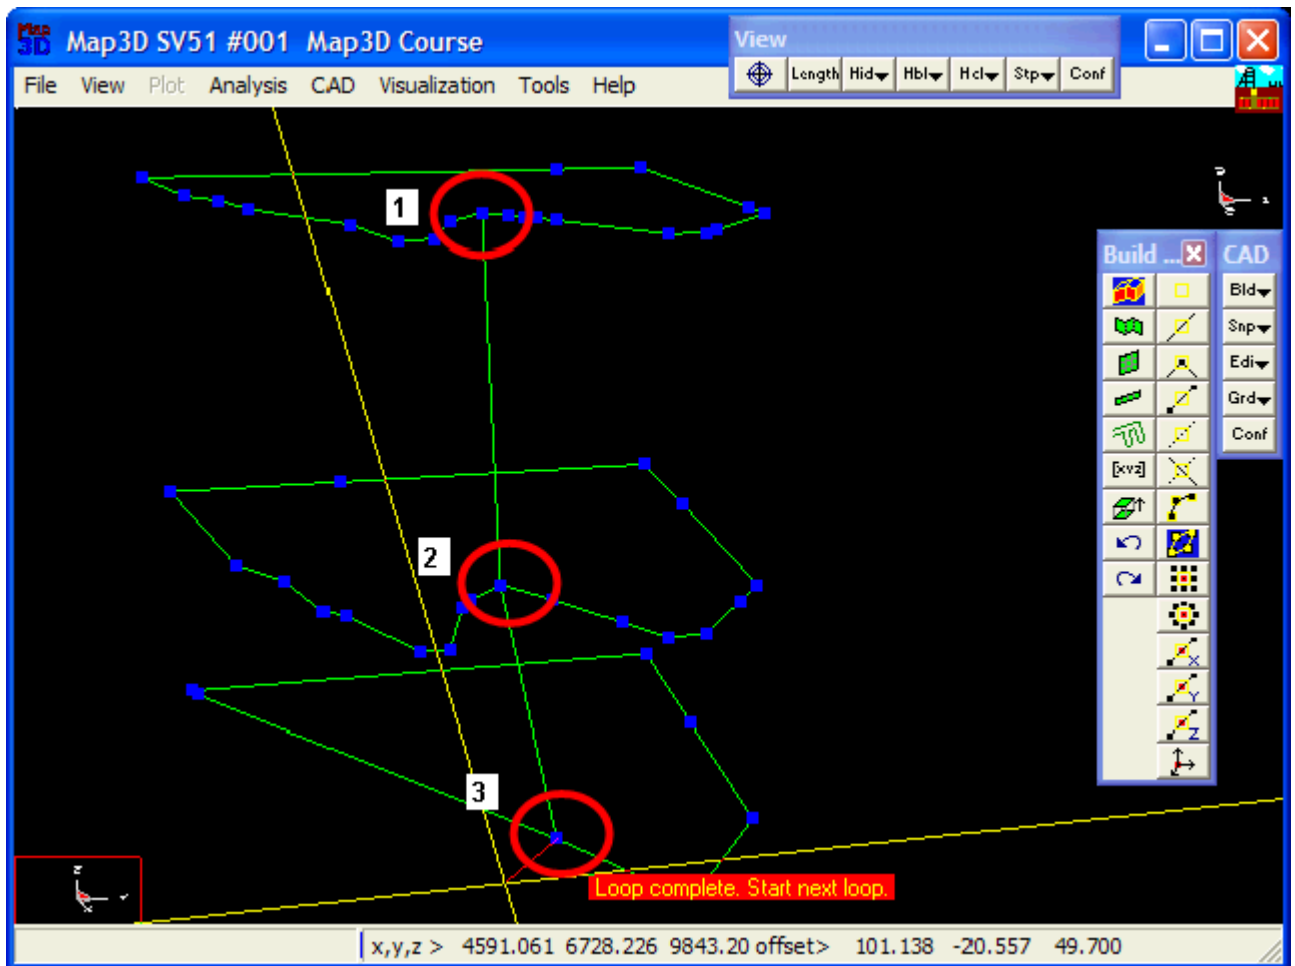 Map3D SV51 #001 Map3D Course
View
Length Hid Hbl Hcl Stp Conf
File View Plot Analysis CAD Visualization Tools Help
1
Build ...
CAD
Bld
Snp
Edi
Grd
Conf
[xyz]
2
X
Y
Z
3
Loop complete. Start next loop.
x,y,z > 4591.061 6728.226 9843.20 offset> 101.138 -20.557 49.700